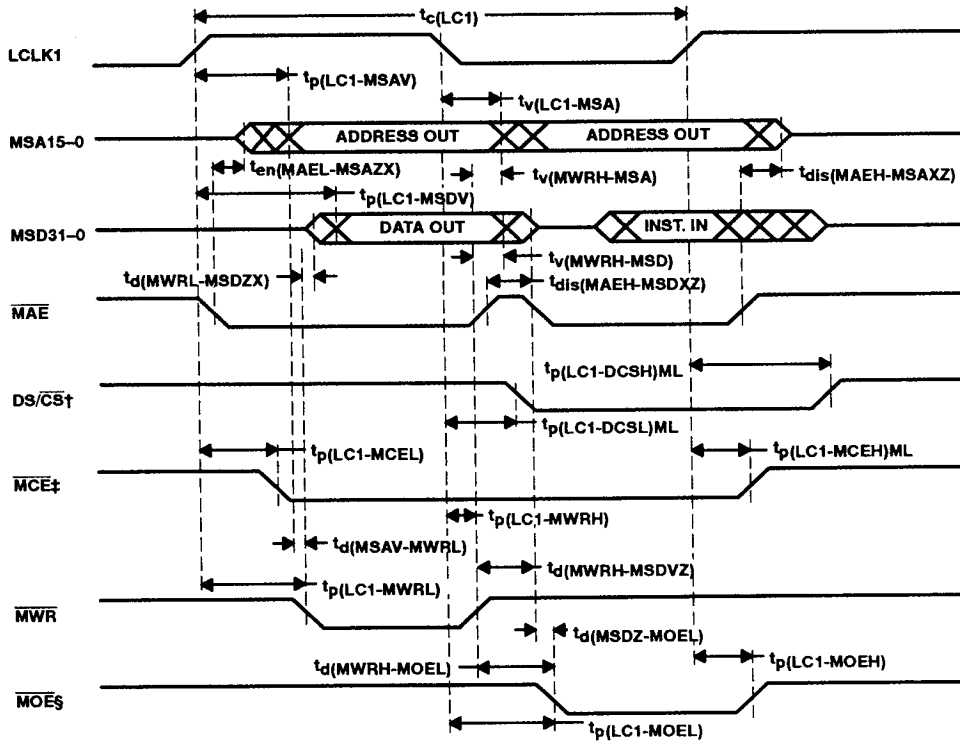 tc(LC1)
LCLK1
tp(LC1-MSAV)
tv(LC1-MSA)
MSA15–0
ADDRESS OUT
ADDRESS OUT
ten(MAEL-MSAZX)
tv(MWRH-MSA)
tdis(MAEH-MSAXZ)
tp(LC1-MSDV)
MSD31–0
DATA OUT
INST. IN
tv(MWRH-MSD)
td(MWRL-MSDZX)
tdis(MAEH-MSDXZ)
MAE
tp(LC1-DCSH)ML
DS/CS†
tp(LC1-DCSL)ML
tp(LC1-MCEL)
tp(LC1-MCEH)ML
MCE‡
tp(LC1-MWRH)
td(MSAV-MWRL)
td(MWRH-MSDVZ)
tp(LC1-MWRL)
MWR
td(MSDZ-MOEL)
td(MWRH-MOEL)
tp(LC1-MOEH)
MOE§
tp(LC1-MOEL)